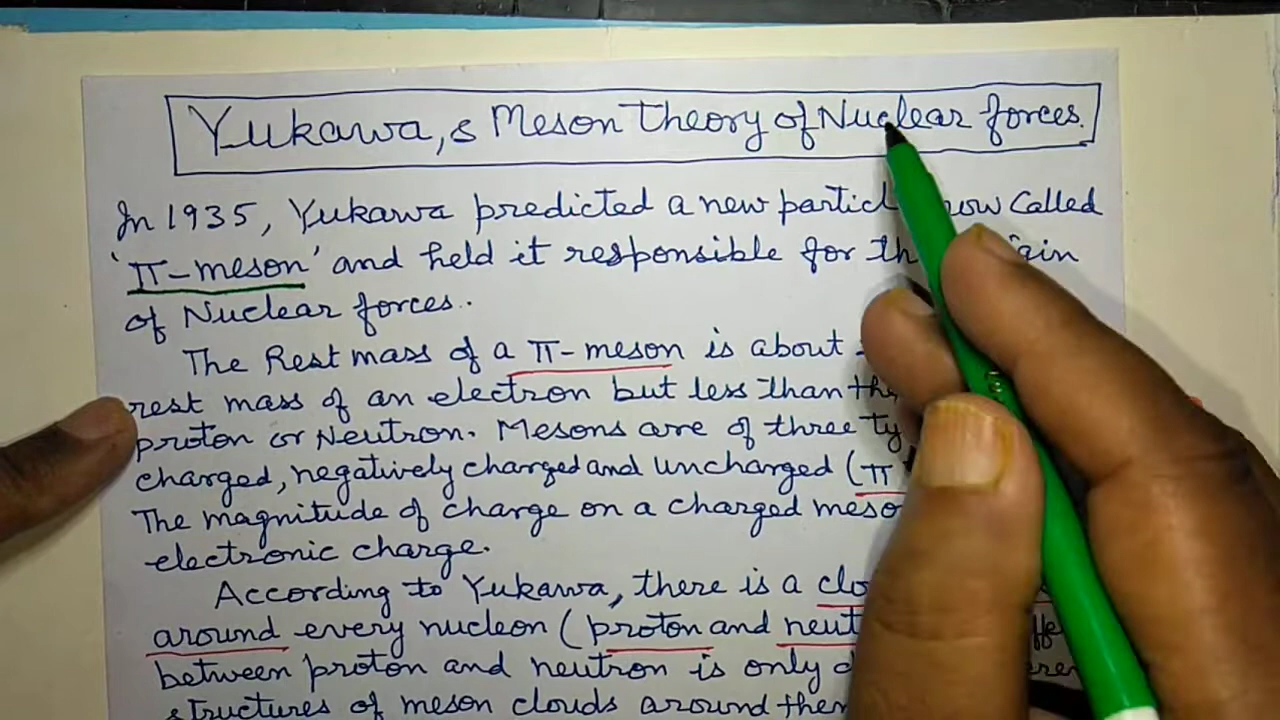 Yukawa,s Meson Theory of Nuclear forces.
In 1935, Yukawa predicted a new particl now Called
'π-meson' and held it responsible for th
of Nuclear forces.
The Rest mass of a π-meson is about
rest mass of an electron but less than the
proton or Neutron. Mesons are of three ty
charged, negatively charged and uncharged (π
The magnitude of charge on a charged meso
electronic charge.
According to Yukawa, there is a clo
around every nucleon (proton and neut
between proton and neutron is only d
structures of meson clouds around them